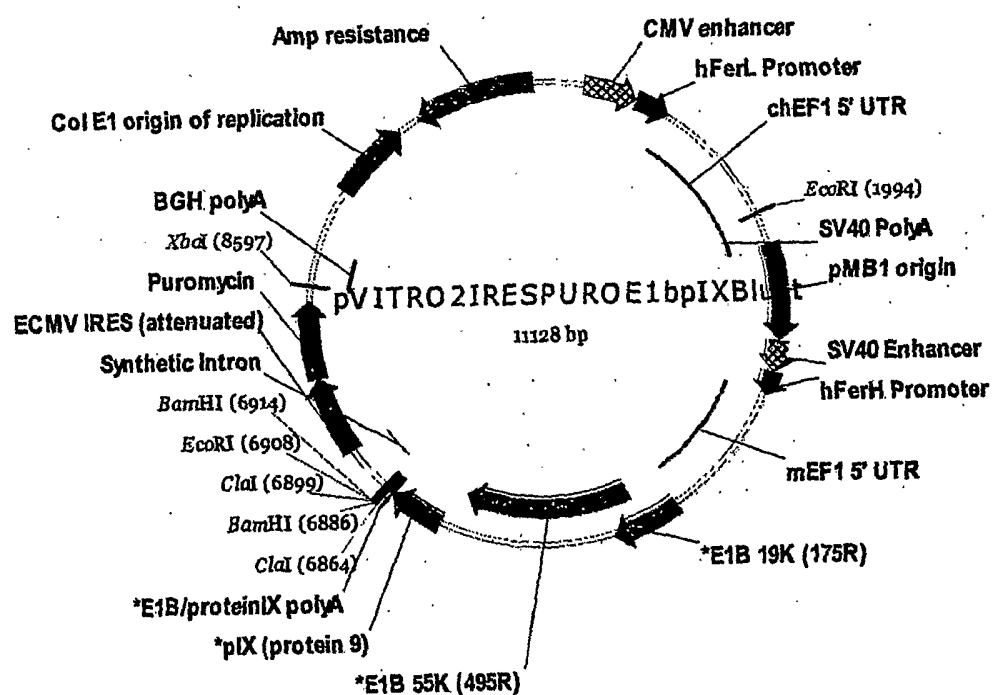 Amp resistance
CMV enhancer
hFerL Promoter
chEF1 5' UTR
Col E1 origin of replication
EcoRI (1994)
BGH polyA
SV40 PolyA
XbaI (8597)
pMB1 origin
Puromycin
pVITRO2IRESPUROE1bpIXBlunt
11128 bp
ECMV IRES (attenuated)
SV40 Enhancer
Synthetic Intron
hFerH Promoter
BamHI (6914)
EcoRI (6908)
mEF1 5' UTR
ClaI (6899)
BamHI (6886)
*E1B 19K (175R)
ClaI (6864)
*E1B/proteinIX polyA
*pIX (protein 9)
*E1B 55K (495R)